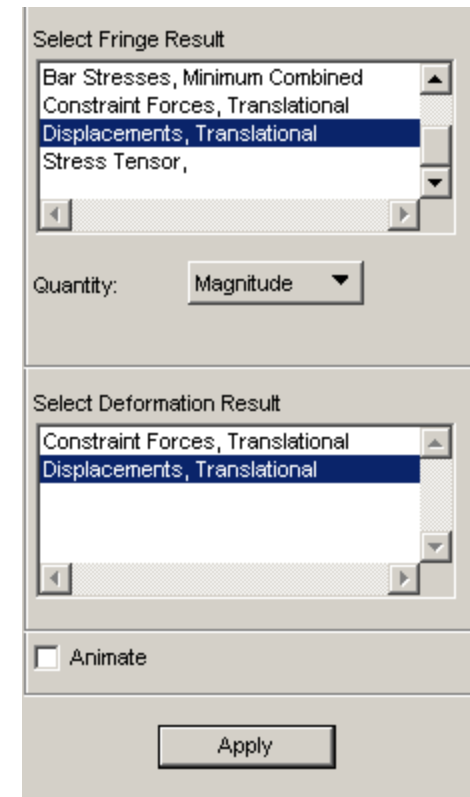 Select Fringe Result
Bar Stresses, Minimum Combined
Constraint Forces, Translational
Displacements, Translational
Stress Tensor,
Quantity: Magnitude
Select Deformation Result
Constraint Forces, Translational
Displacements, Translational
Animate
Apply